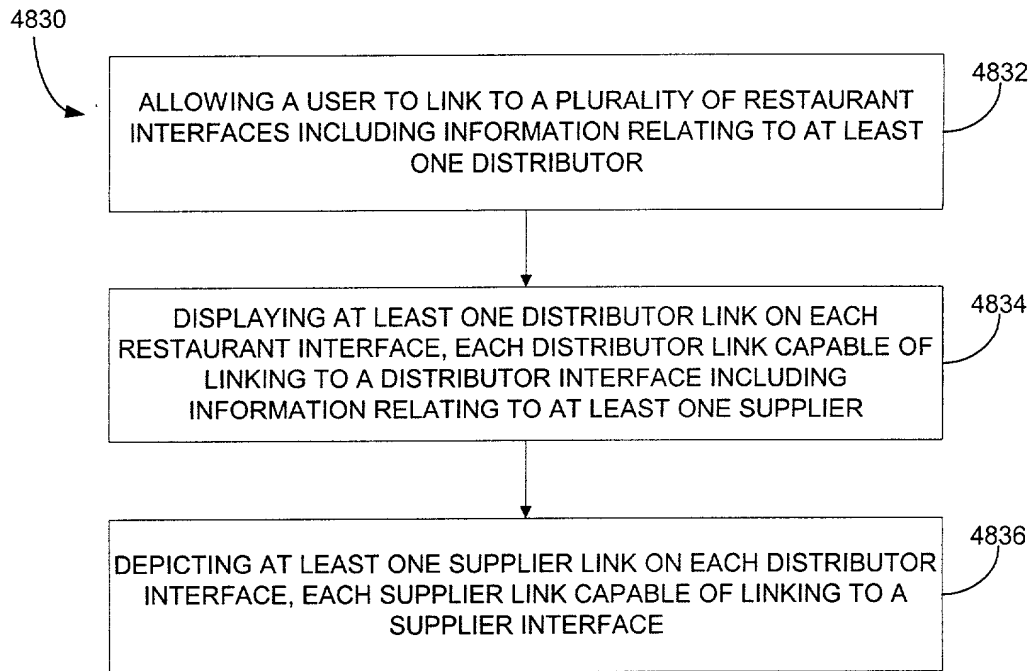 4830
4832
ALLOWING A USER TO LINK TO A PLURALITY OF RESTAURANT
INTERFACES INCLUDING INFORMATION RELATING TO AT LEAST
ONE DISTRIBUTOR
4834
DISPLAYING AT LEAST ONE DISTRIBUTOR LINK ON EACH
RESTAURANT INTERFACE, EACH DISTRIBUTOR LINK CAPABLE OF
LINKING TO A DISTRIBUTOR INTERFACE INCLUDING
INFORMATION RELATING TO AT LEAST ONE SUPPLIER
4836
DEPICTING AT LEAST ONE SUPPLIER LINK ON EACH DISTRIBUTOR
INTERFACE, EACH SUPPLIER LINK CAPABLE OF LINKING TO A
SUPPLIER INTERFACE